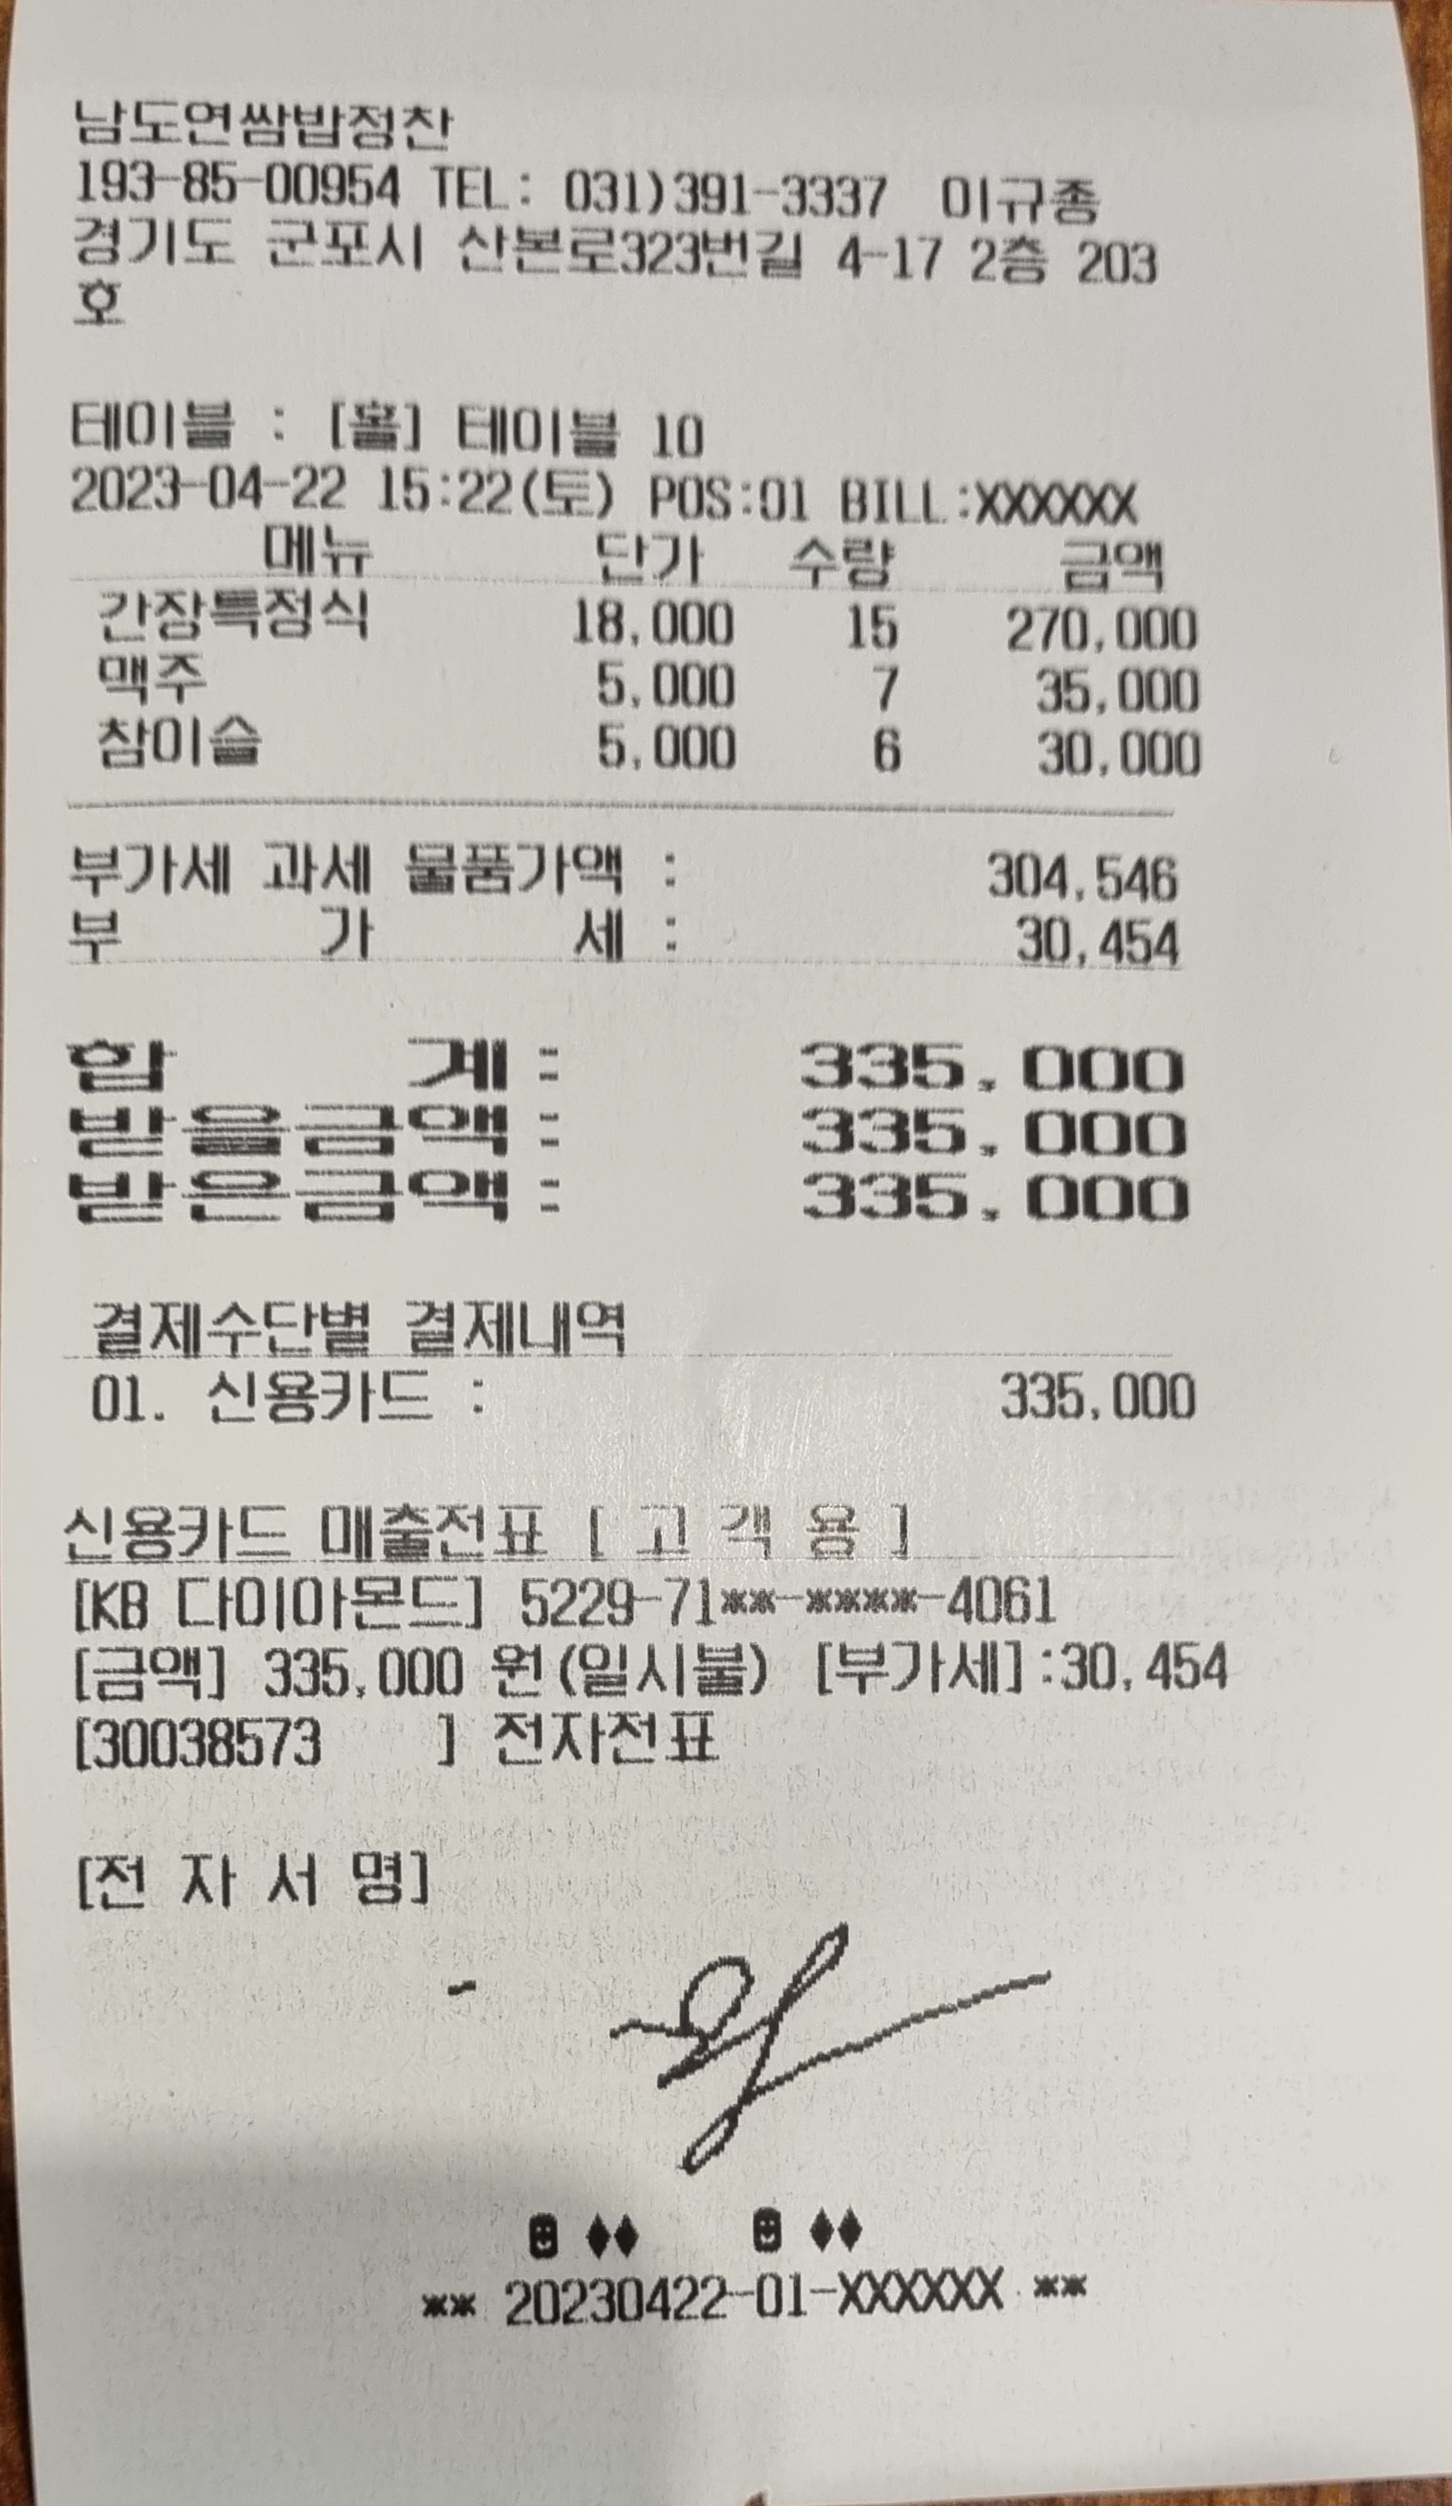 남도연쌈밥정찬
193-85-00954 TEL: 031)391-3337 이규종
경기도 군포시 산본로323번길 4-17 2층 203
호
테이블 : [홀] 테이블 10
2023-04-22 15:22(토) POS:01 BILL:XXXXXX
메뉴 단가 수량 금액
간장특정식 18,000 15 270,000
맥주 5,000 7 35,000
참이슬 5,000 6 30,000
부가세 과세 물품가액 : 304,546
부 가 세 : 30,454
합 계 : 335,000
받을금액 : 335,000
받은금액 : 335,000
결제수단별 결제내역
01. 신용카드 : 335,000
신용카드 매출전표 [ 고 객 용 ]
[KB 다이아몬드] 5229-71**-****-4061
[금액] 335,000 원(일시불) [부가세]:30,454
[30038573 ] 전자전표
[전 자 서 명]
** 20230422-01-XXXXXX **